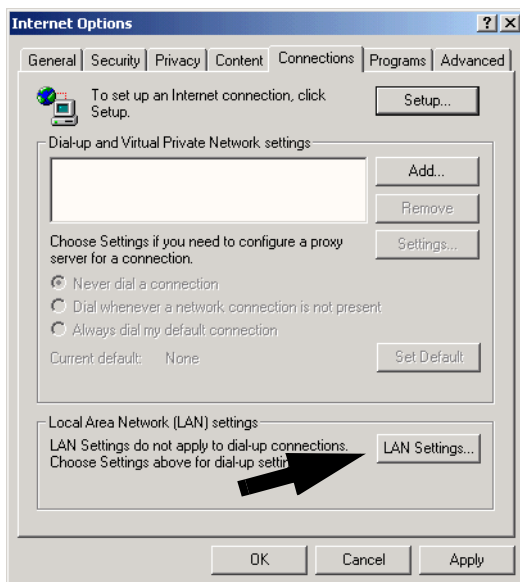 Internet Options
? X
General Security Privacy Content Connections Programs Advanced
To set up an Internet connection, click
Setup.
Setup...
Dial-up and Virtual Private Network settings
Add...
Remove
Choose Settings if you need to configure a proxy
server for a connection.
Settings...
Never dial a connection
Dial whenever a network connection is not present
Always dial my default connection
Current default: None
Set Default
Local Area Network (LAN) settings
LAN Settings do not apply to dial-up connections.
Choose Settings above for dial-up
LAN Settings...
OK Cancel Apply